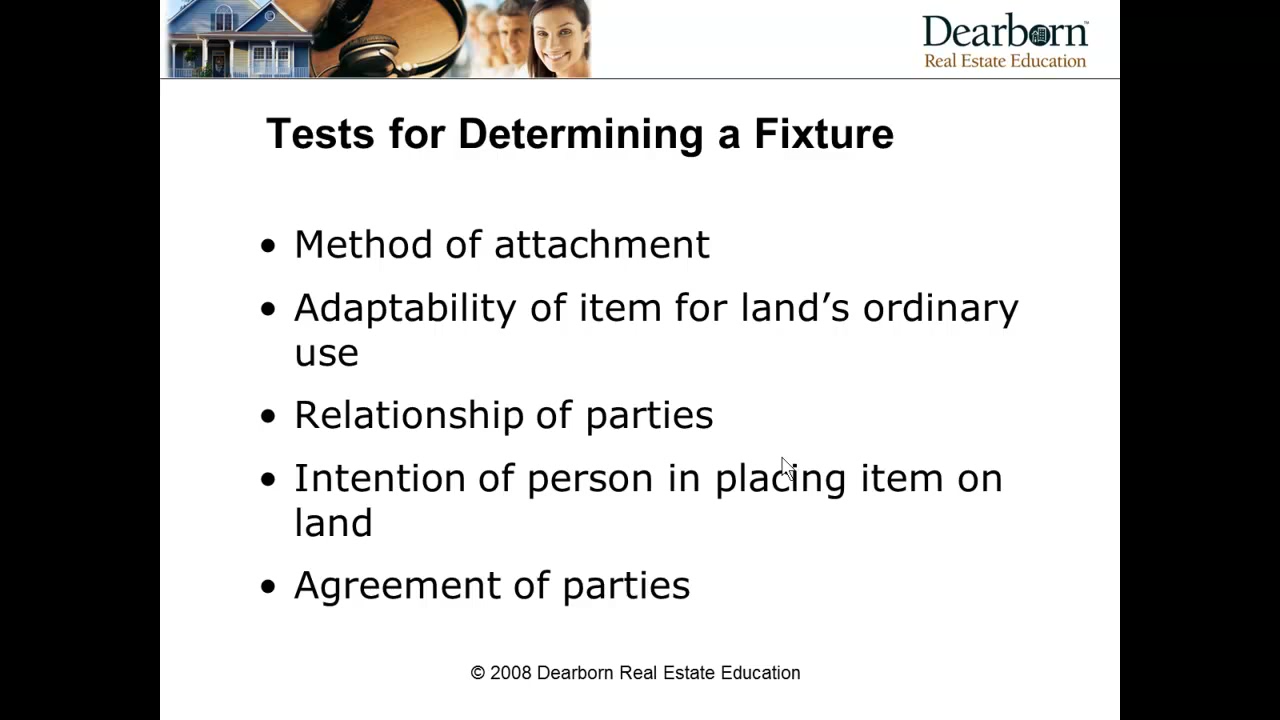 Dearborn™
Real Estate Education
Tests for Determining a Fixture
• Method of attachment
• Adaptability of item for land’s ordinary
use
• Relationship of parties
• Intention of person in placing item on
land
• Agreement of parties
© 2008 Dearborn Real Estate Education